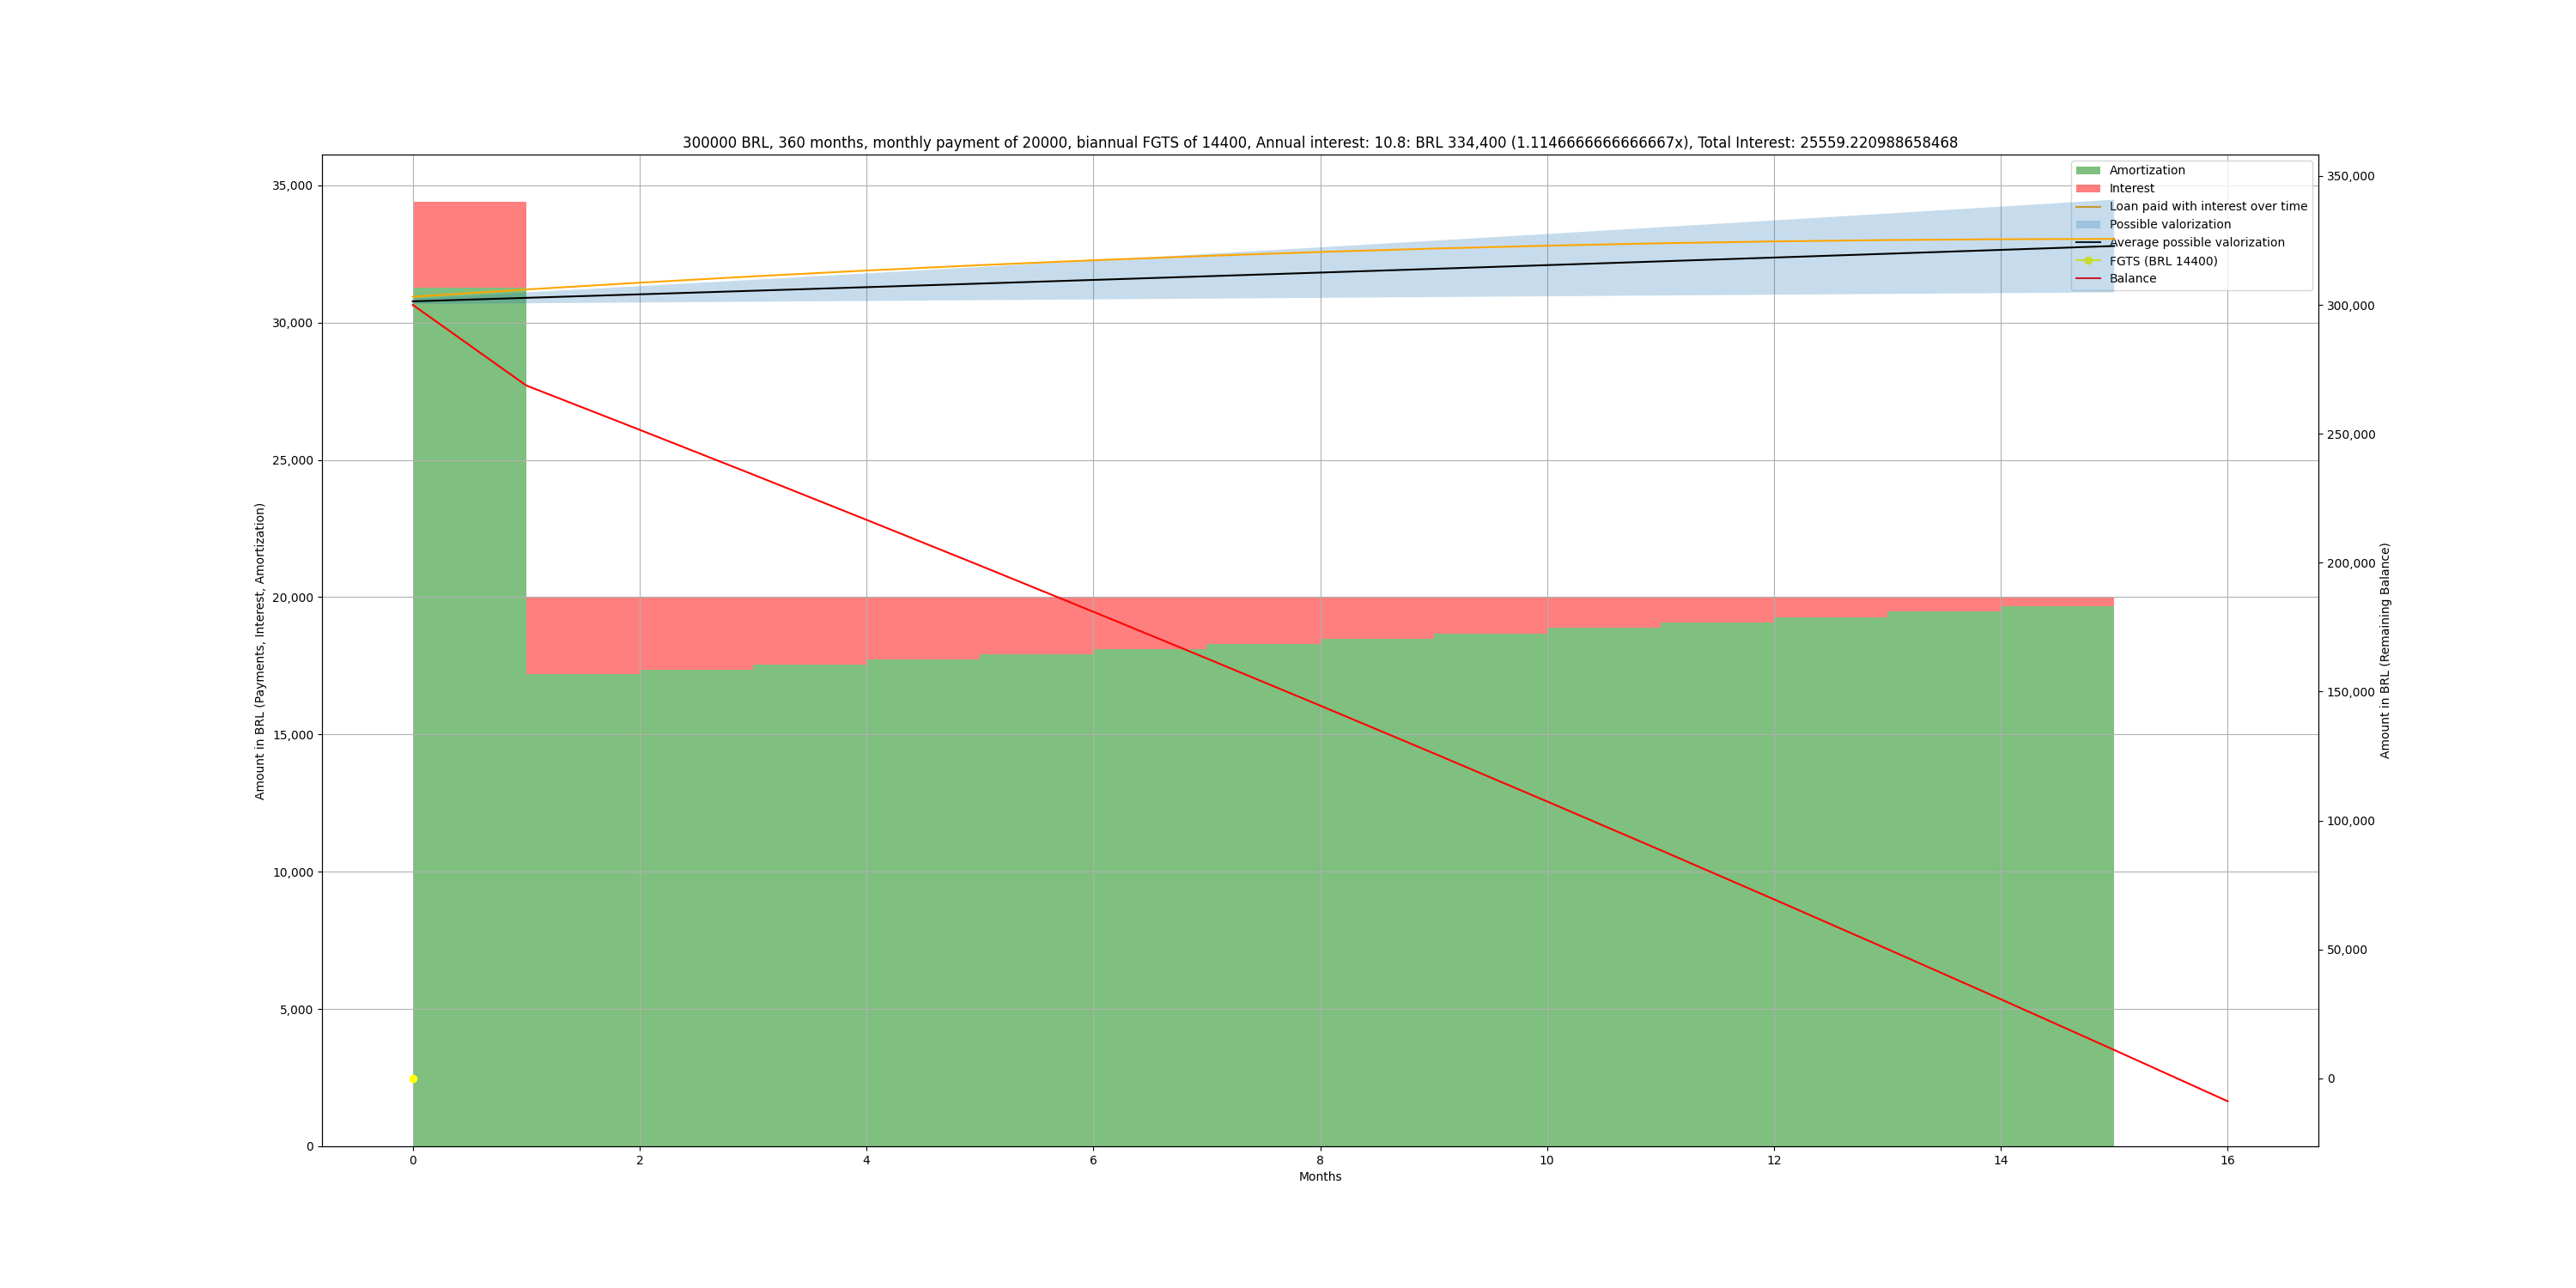 300000 BRL, 360 months, monthly payment of 20000, biannual FGTS of 14400, Annual interest: 10.8: BRL 334,400 (1.1146666666666667x), Total Interest: 25559.220988658468
Amortization
Interest
Loan paid with interest over time
Possible valorization
Average possible valorization
FGTS (BRL 14400)
Balance
Amount in BRL (Payments, Interest, Amortization)
35,000
30,000
25,000
20,000
15,000
10,000
5,000
0
350,000
300,000
250,000
200,000
150,000
100,000
50,000
0
Amount in BRL (Remaining Balance)
0 2 4 6 8 10 12 14 16
Months